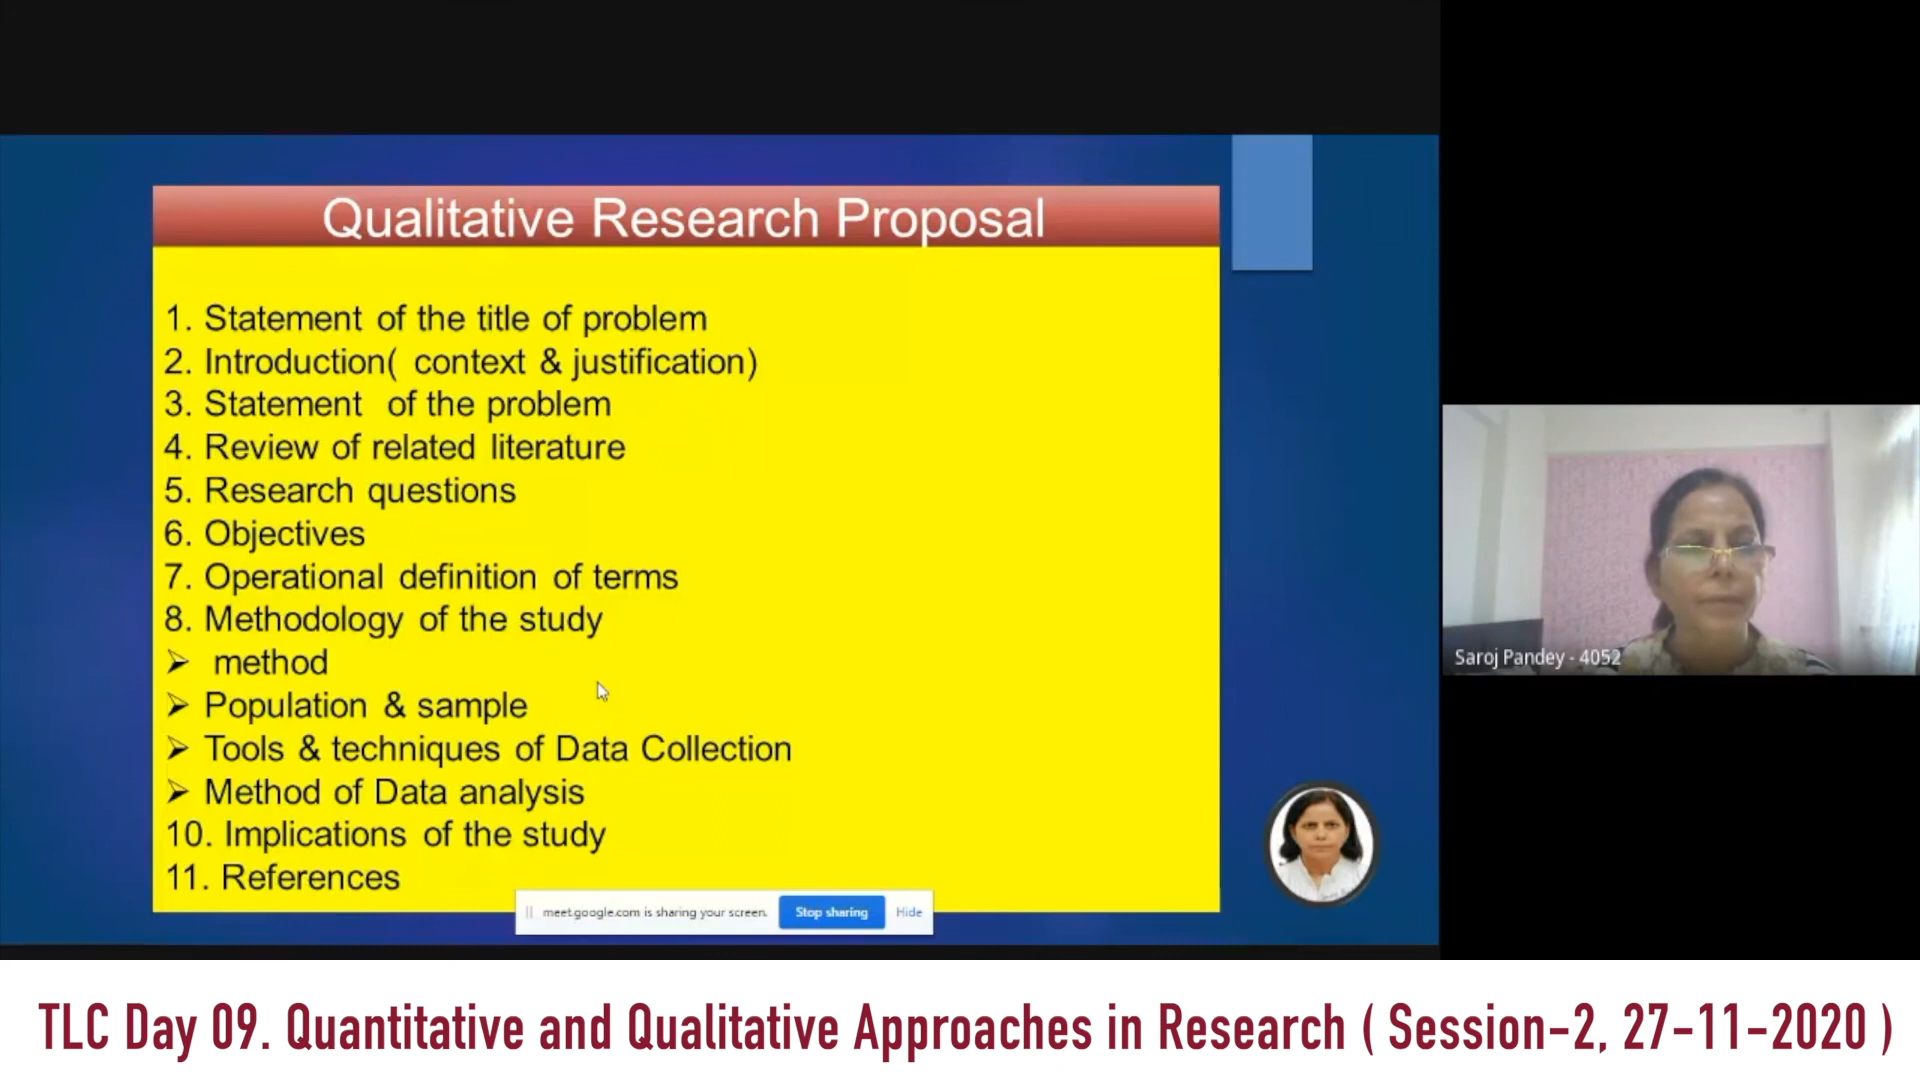 Qualitative Research Proposal
1. Statement of the title of problem
2. Introduction( context & justification)
3. Statement of the problem
4. Review of related literature
5. Research questions
6. Objectives
7. Operational definition of terms
8. Methodology of the study
➢ method
➢ Population & sample
➢ Tools & techniques of Data Collection
➢ Method of Data analysis
10. Implications of the study
11. References
meet.google.com is sharing your screen. Stop sharing Hide
Saroj Pandey - 4052
TLC Day 09. Quantitative and Qualitative Approaches in Research ( Session-2, 27-11-2020 )